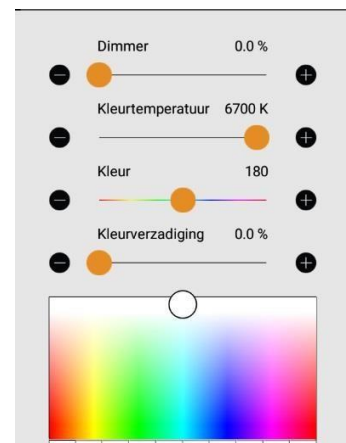 Dimmer 0.0 %
Kleurtemperatuur 6700 K
Kleur 180
Kleurverzadiging 0.0 %